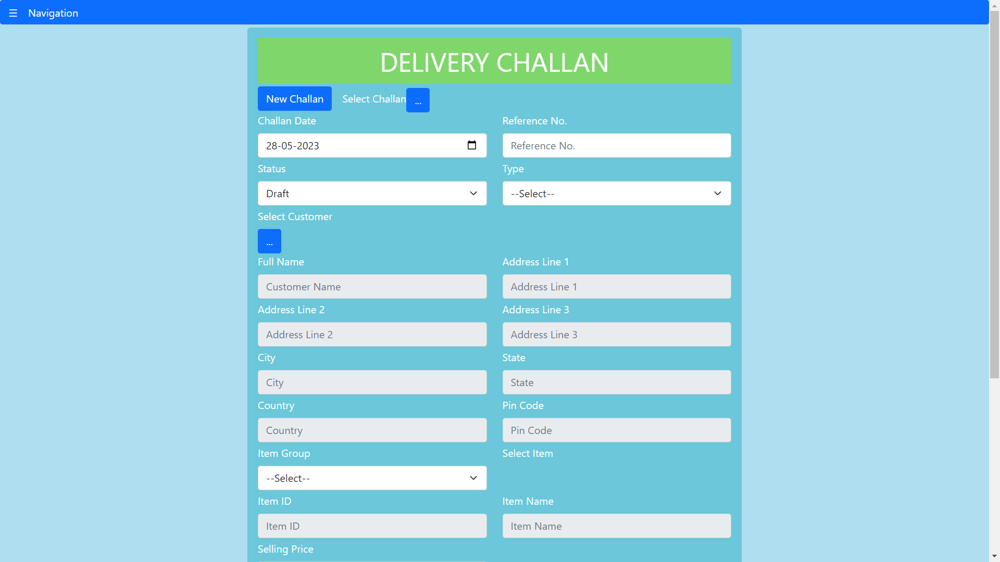 ☰ Navigation
DELIVERY CHALLAN
New Challan Select Challan ...
Challan Date Reference No.
28-05-2023 Reference No.
Status Type
Draft --Select--
Select Customer
...
Full Name Address Line 1
Customer Name Address Line 1
Address Line 2 Address Line 3
Address Line 2 Address Line 3
City State
City State
Country Pin Code
Country Pin Code
Item Group Select Item
--Select--
Item ID Item Name
Item ID Item Name
Selling Price